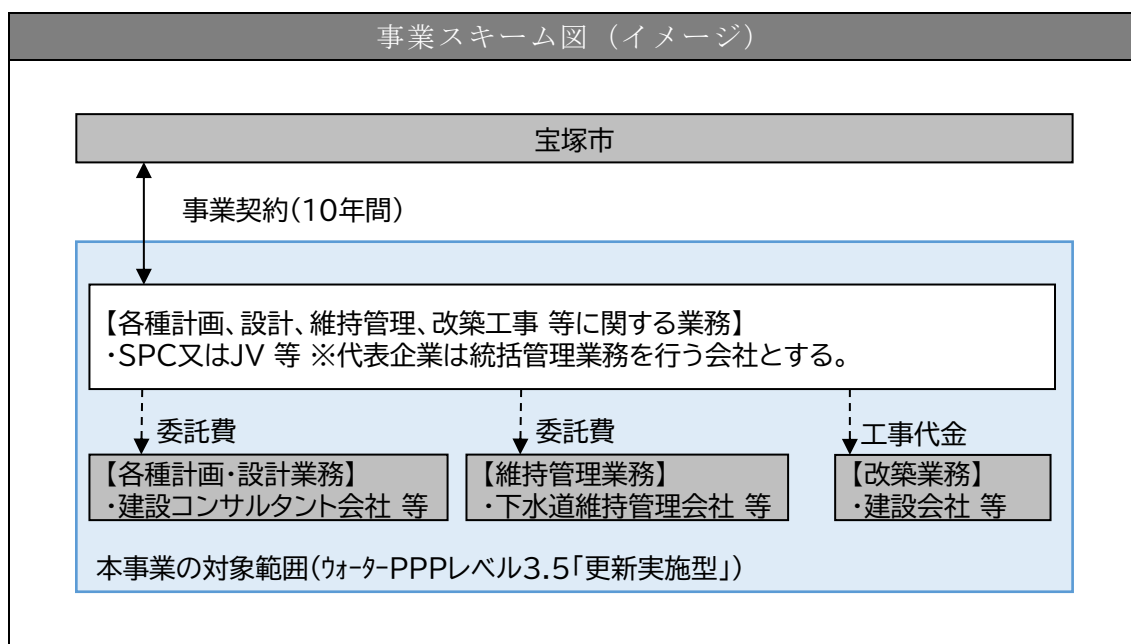 事業スキーム図（イメージ）
宝塚市
事業契約(10年間)
【各種計画、設計、維持管理、改築工事 等に関する業務】
・SPC又はJV 等 ※代表企業は統括管理業務を行う会社とする。
委託費
委託費
工事代金
【各種計画・設計業務】
・建設コンサルタント会社 等
【維持管理業務】
・下水道維持管理会社 等
【改築業務】
・建設会社 等
本事業の対象範囲(ｳｫｰﾀｰPPPレベル3.5「更新実施型」)